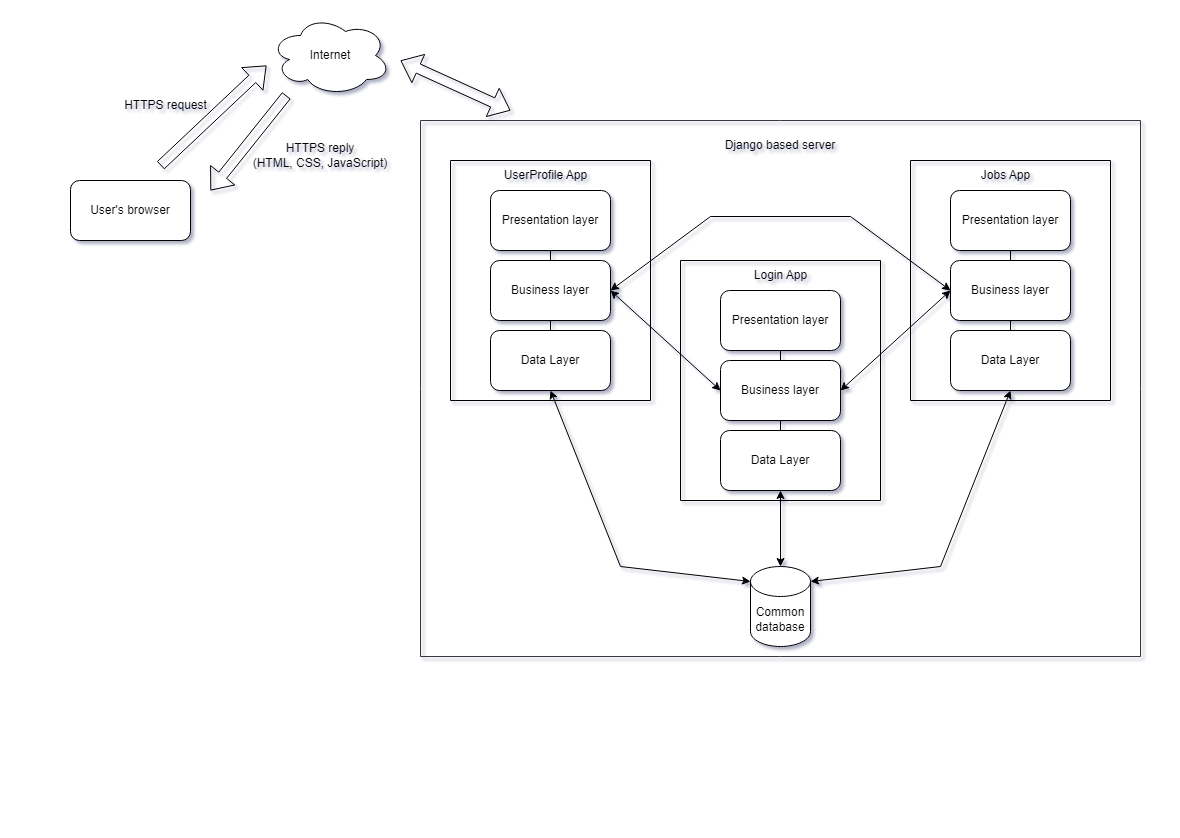 Internet
HTTPS request
HTTPS reply
(HTML, CSS, JavaScript)
User's browser
Django based server
UserProfile App
Presentation layer
Business layer
Data Layer
Login App
Presentation layer
Business layer
Data Layer
Jobs App
Presentation layer
Business layer
Data Layer
Common
database